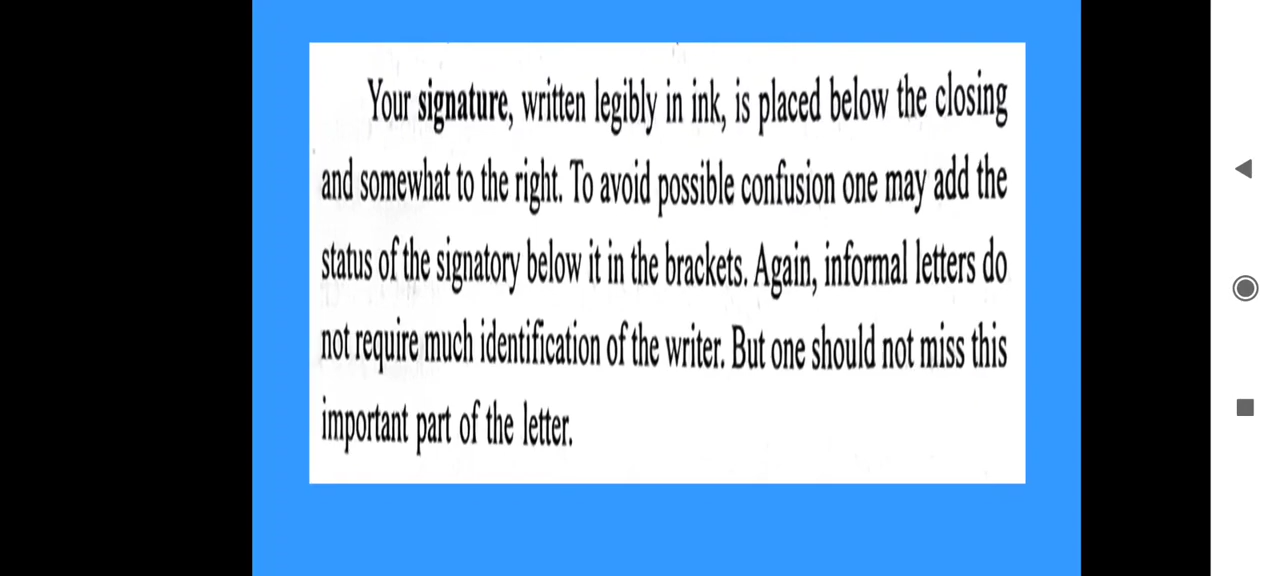 Your signature, written legibly in ink, is placed below the closing
and somewhat to the right. To avoid possible confusion one may add the
status of the signatory below it in the brackets. Again, informal letters do
not require much identification of the writer. But one should not miss this
important part of the letter.